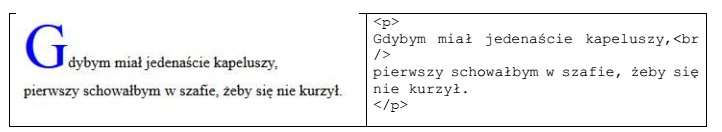 Gdybym miał jedenaście kapeluszy,
pierwszy schowałbym w szafie, żeby się nie kurzył.
<p>
Gdybym miał jedenaście kapeluszy,<br
/>
pierwszy schowałbym w szafie, żeby się
nie kurzył.
</p>